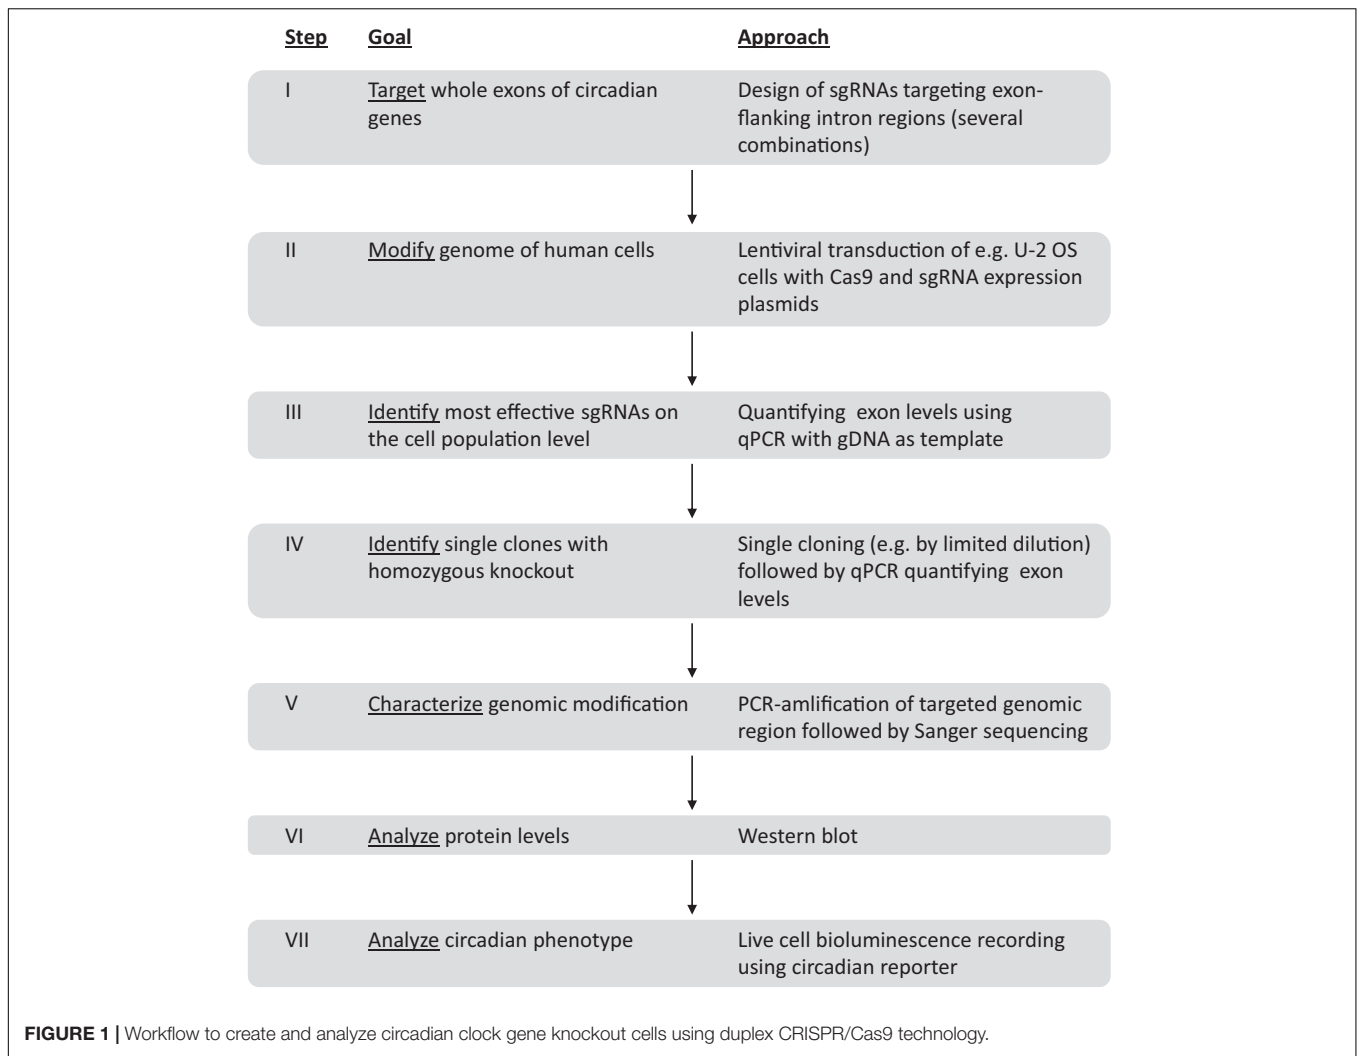 Step Goal Approach
I Target whole exons of circadian Design of sgRNAs targeting exon-
genes flanking intron regions (several
combinations)
II Modify genome of human cells Lentiviral transduction of e.g. U-2 OS
cells with Cas9 and sgRNA expression
plasmids
III Identify most effective sgRNAs on Quantifying exon levels using
the cell population level qPCR with gDNA as template
IV Identify single clones with Single cloning (e.g. by limited dilution)
homozygous knockout followed by qPCR quantifying exon
levels
V Characterize genomic modification PCR-amlification of targeted genomic
region followed by Sanger sequencing
VI Analyze protein levels Western blot
VII Analyze circadian phenotype Live cell bioluminescence recording
using circadian reporter
FIGURE 1 | Workflow to create and analyze circadian clock gene knockout cells using duplex CRISPR/Cas9 technology.